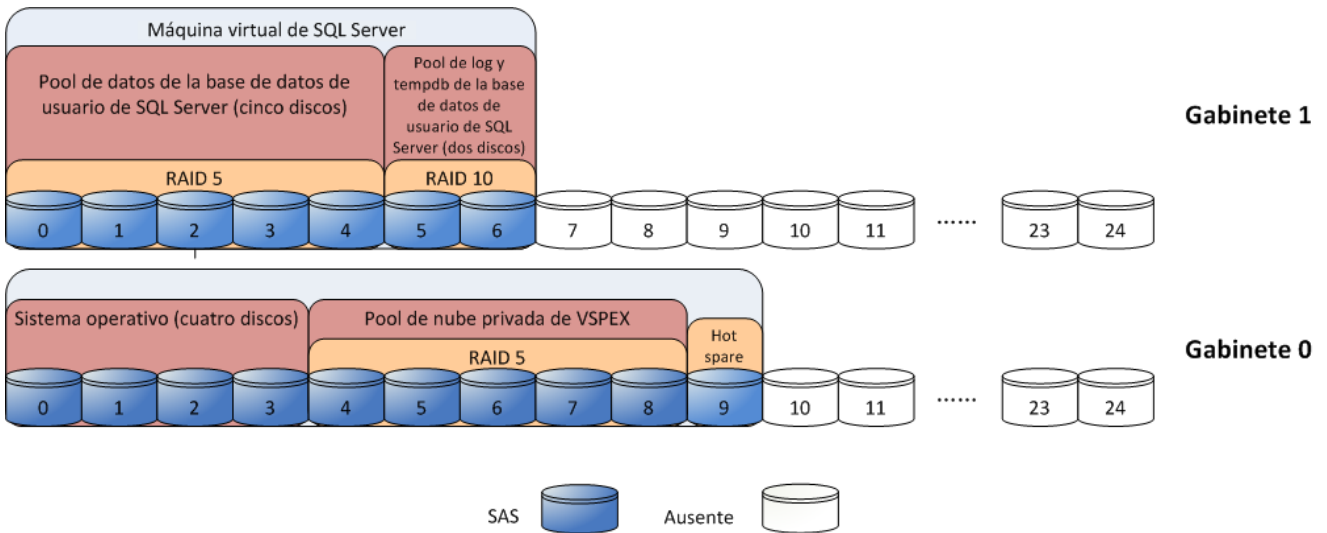 Máquina virtual de SQL Server
Pool de datos de la base de datos de
usuario de SQL Server (cinco discos)
Pool de log y
tempdb de la base
de datos de
usuario de SQL
Server (dos discos)
Gabinete 1
RAID 5
RAID 10
0 1 2 3 4 5 6 7 8 9 10 11 ...... 23 24
Sistema operativo (cuatro discos)
Pool de nube privada de VSPEX
Hot
spare
Gabinete 0
RAID 5
0 1 2 3 4 5 6 7 8 9 10 11 ...... 23 24
SAS
Ausente